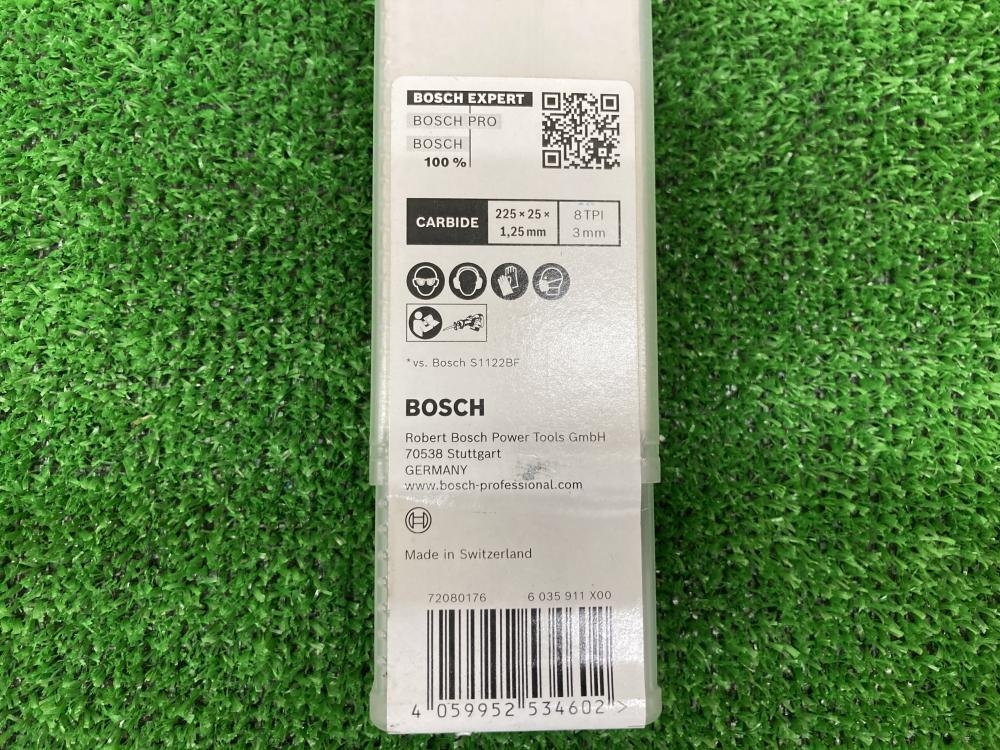 BOSCH EXPERT
BOSCH PRO
BOSCH
100 %
CARBIDE
225 × 25 ×
1,25 mm
8 TPI
3 mm
* vs. Bosch S1122BF
BOSCH
Robert Bosch Power Tools GmbH
70538 Stuttgart
GERMANY
www.bosch-professional.com
Made in Switzerland
72080176 6 035 911 X00
4 059952 534602 >